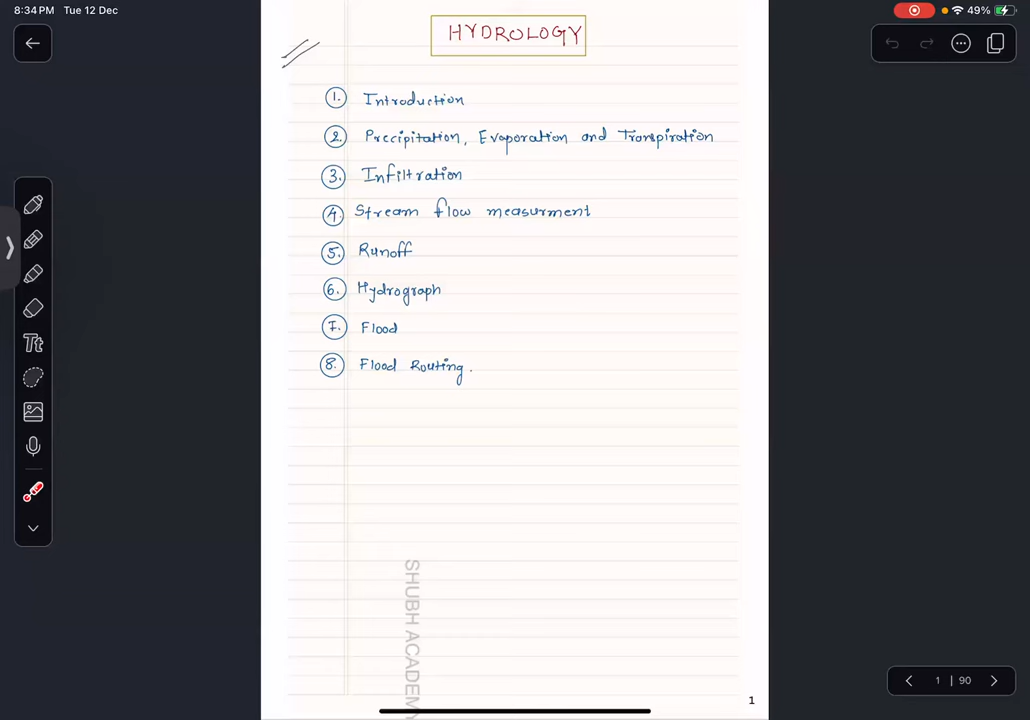 8:34 PM Tue 12 Dec
49%
HYDROLOGY
1. Introduction
2. Precipitation, Evaporation and Transpiration
3. Infiltration
4. Stream flow measurment
5. Runoff
6. Hydrograph
7. Flood
8. Flood Routing.
Tt
SHUBH ACADEMY
1 | 90
1